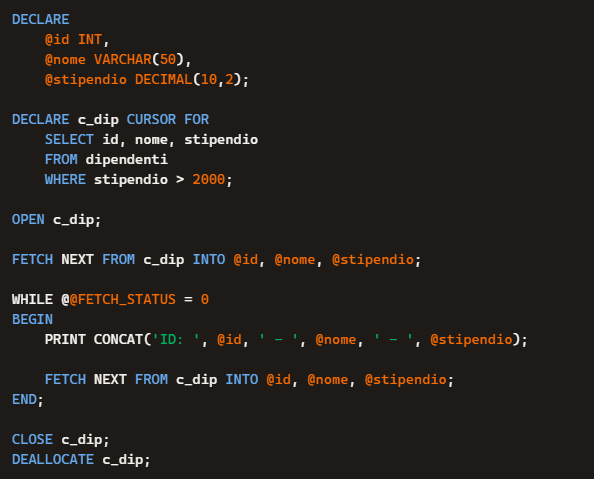 DECLARE
    @id INT,
    @nome VARCHAR(50),
    @stipendio DECIMAL(10,2);

DECLARE c_dip CURSOR FOR
    SELECT id, nome, stipendio
    FROM dipendenti
    WHERE stipendio > 2000;

OPEN c_dip;

FETCH NEXT FROM c_dip INTO @id, @nome, @stipendio;

WHILE @@FETCH_STATUS = 0
BEGIN
    PRINT CONCAT('ID: ', @id, ' - ', @nome, ' - ', @stipendio);

    FETCH NEXT FROM c_dip INTO @id, @nome, @stipendio;
END;

CLOSE c_dip;
DEALLOCATE c_dip;